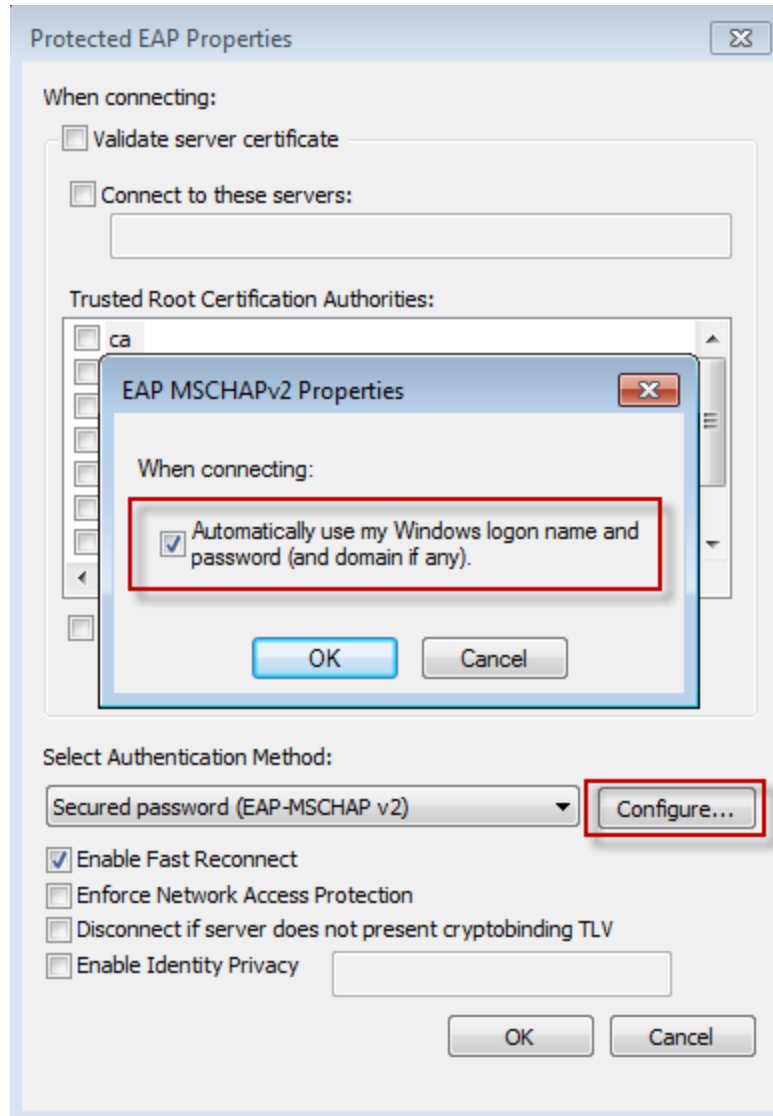 Protected EAP Properties
When connecting:
Validate server certificate
Connect to these servers:
Trusted Root Certification Authorities:
ca
EAP MSCHAPv2 Properties
When connecting:
Automatically use my Windows logon name and
password (and domain if any).
OK Cancel
Select Authentication Method:
Secured password (EAP-MSCHAP v2) Configure...
Enable Fast Reconnect
Enforce Network Access Protection
Disconnect if server does not present cryptobinding TLV
Enable Identity Privacy
OK Cancel